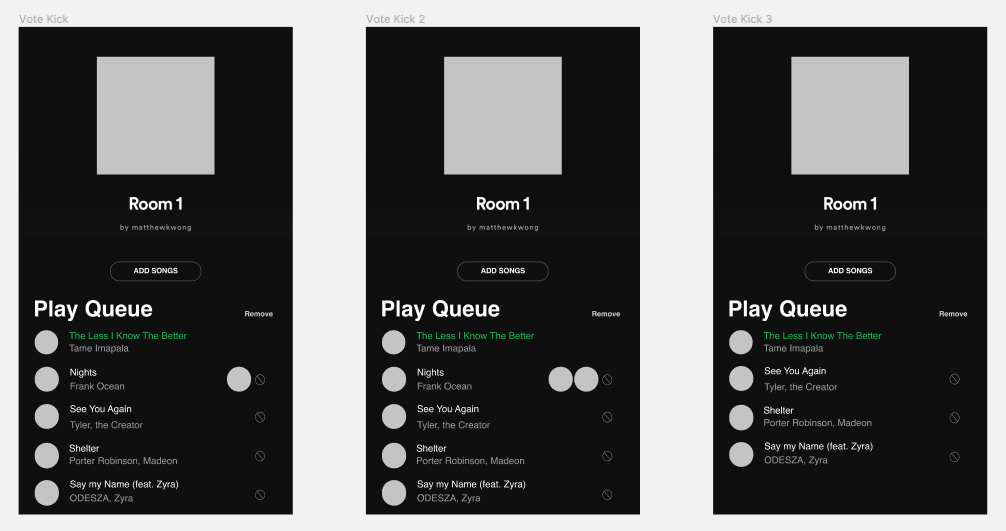 Vote Kick
Room 1
by matthewkwong
ADD SONGS
Play Queue
Remove
The Less I Know The Better
Tame Imapala
Nights
Frank Ocean
See You Again
Tyler, the Creator
Shelter
Porter Robinson, Madeon
Say my Name (feat. Zyra)
ODESZA, Zyra
Vote Kick 2
Room 1
by matthewkwong
ADD SONGS
Play Queue
Remove
The Less I Know The Better
Tame Imapala
Nights
Frank Ocean
See You Again
Tyler, the Creator
Shelter
Porter Robinson, Madeon
Say my Name (feat. Zyra)
ODESZA, Zyra
Vote Kick 3
Room 1
by matthewkwong
ADD SONGS
Play Queue
Remove
The Less I Know The Better
Tame Imapala
See You Again
Tyler, the Creator
Shelter
Porter Robinson, Madeon
Say my Name (feat. Zyra)
ODESZA, Zyra